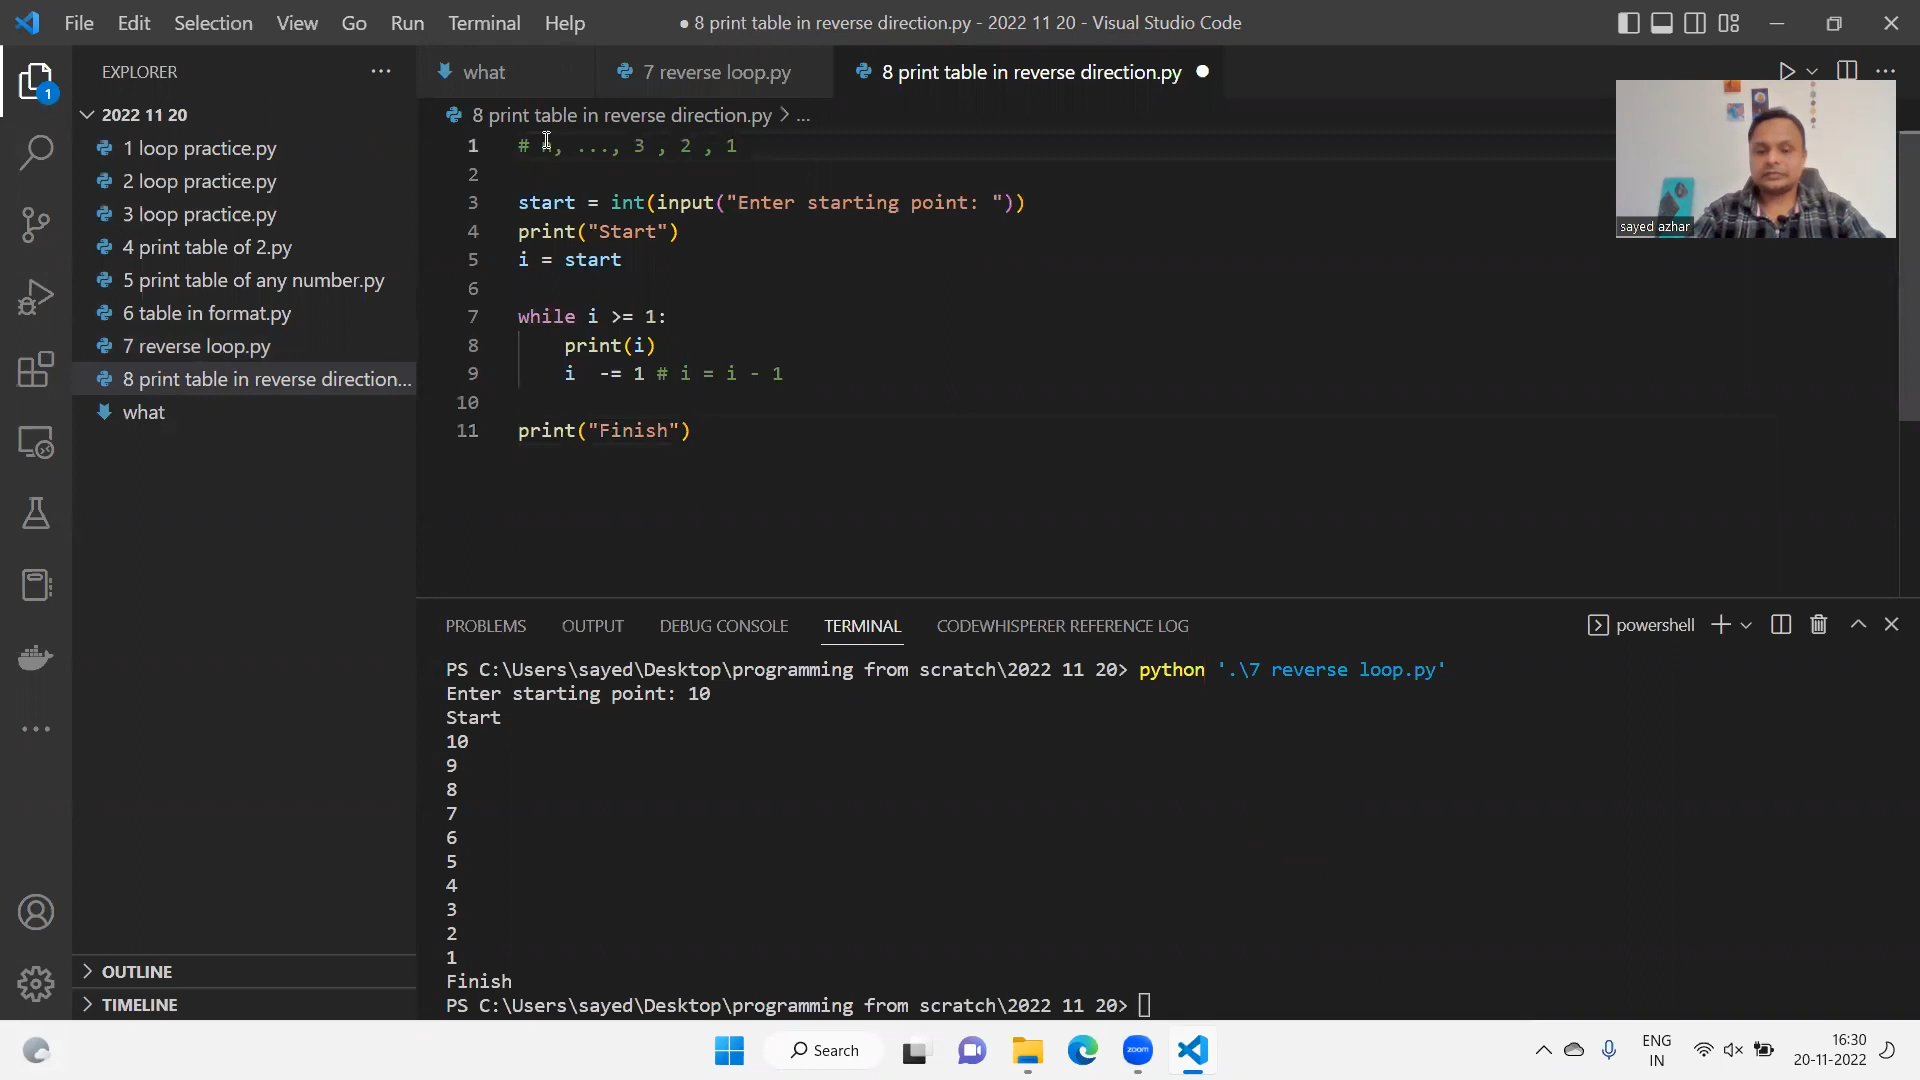 File Edit Selection View Go Run Terminal Help
● 8 print table in reverse direction.py - 2022 11 20 - Visual Studio Code
EXPLORER
1
2022 11 20
1 loop practice.py
2 loop practice.py
3 loop practice.py
4 print table of 2.py
5 print table of any number.py
6 table in format.py
7 reverse loop.py
8 print table in reverse direction...
what
OUTLINE
TIMELINE
what
7 reverse loop.py
8 print table in reverse direction.py ●
8 print table in reverse direction.py > ...
1 # , ..., 3 , 2 , 1
2
3 start = int(input("Enter starting point: "))
4 print("Start")
5 i = start
6
7 while i >= 1:
8 print(i)
9 i  -= 1 # i = i - 1
10
11 print("Finish")
sayed azhar
PROBLEMS OUTPUT DEBUG CONSOLE TERMINAL CODEWHISPERER REFERENCE LOG
powershell
PS C:\Users\sayed\Desktop\programming from scratch\2022 11 20> python '.\7 reverse loop.py'
Enter starting point: 10
Start
10
9
8
7
6
5
4
3
2
1
Finish
PS C:\Users\sayed\Desktop\programming from scratch\2022 11 20>
Search
zoom
ENG
IN
16:30
20-11-2022